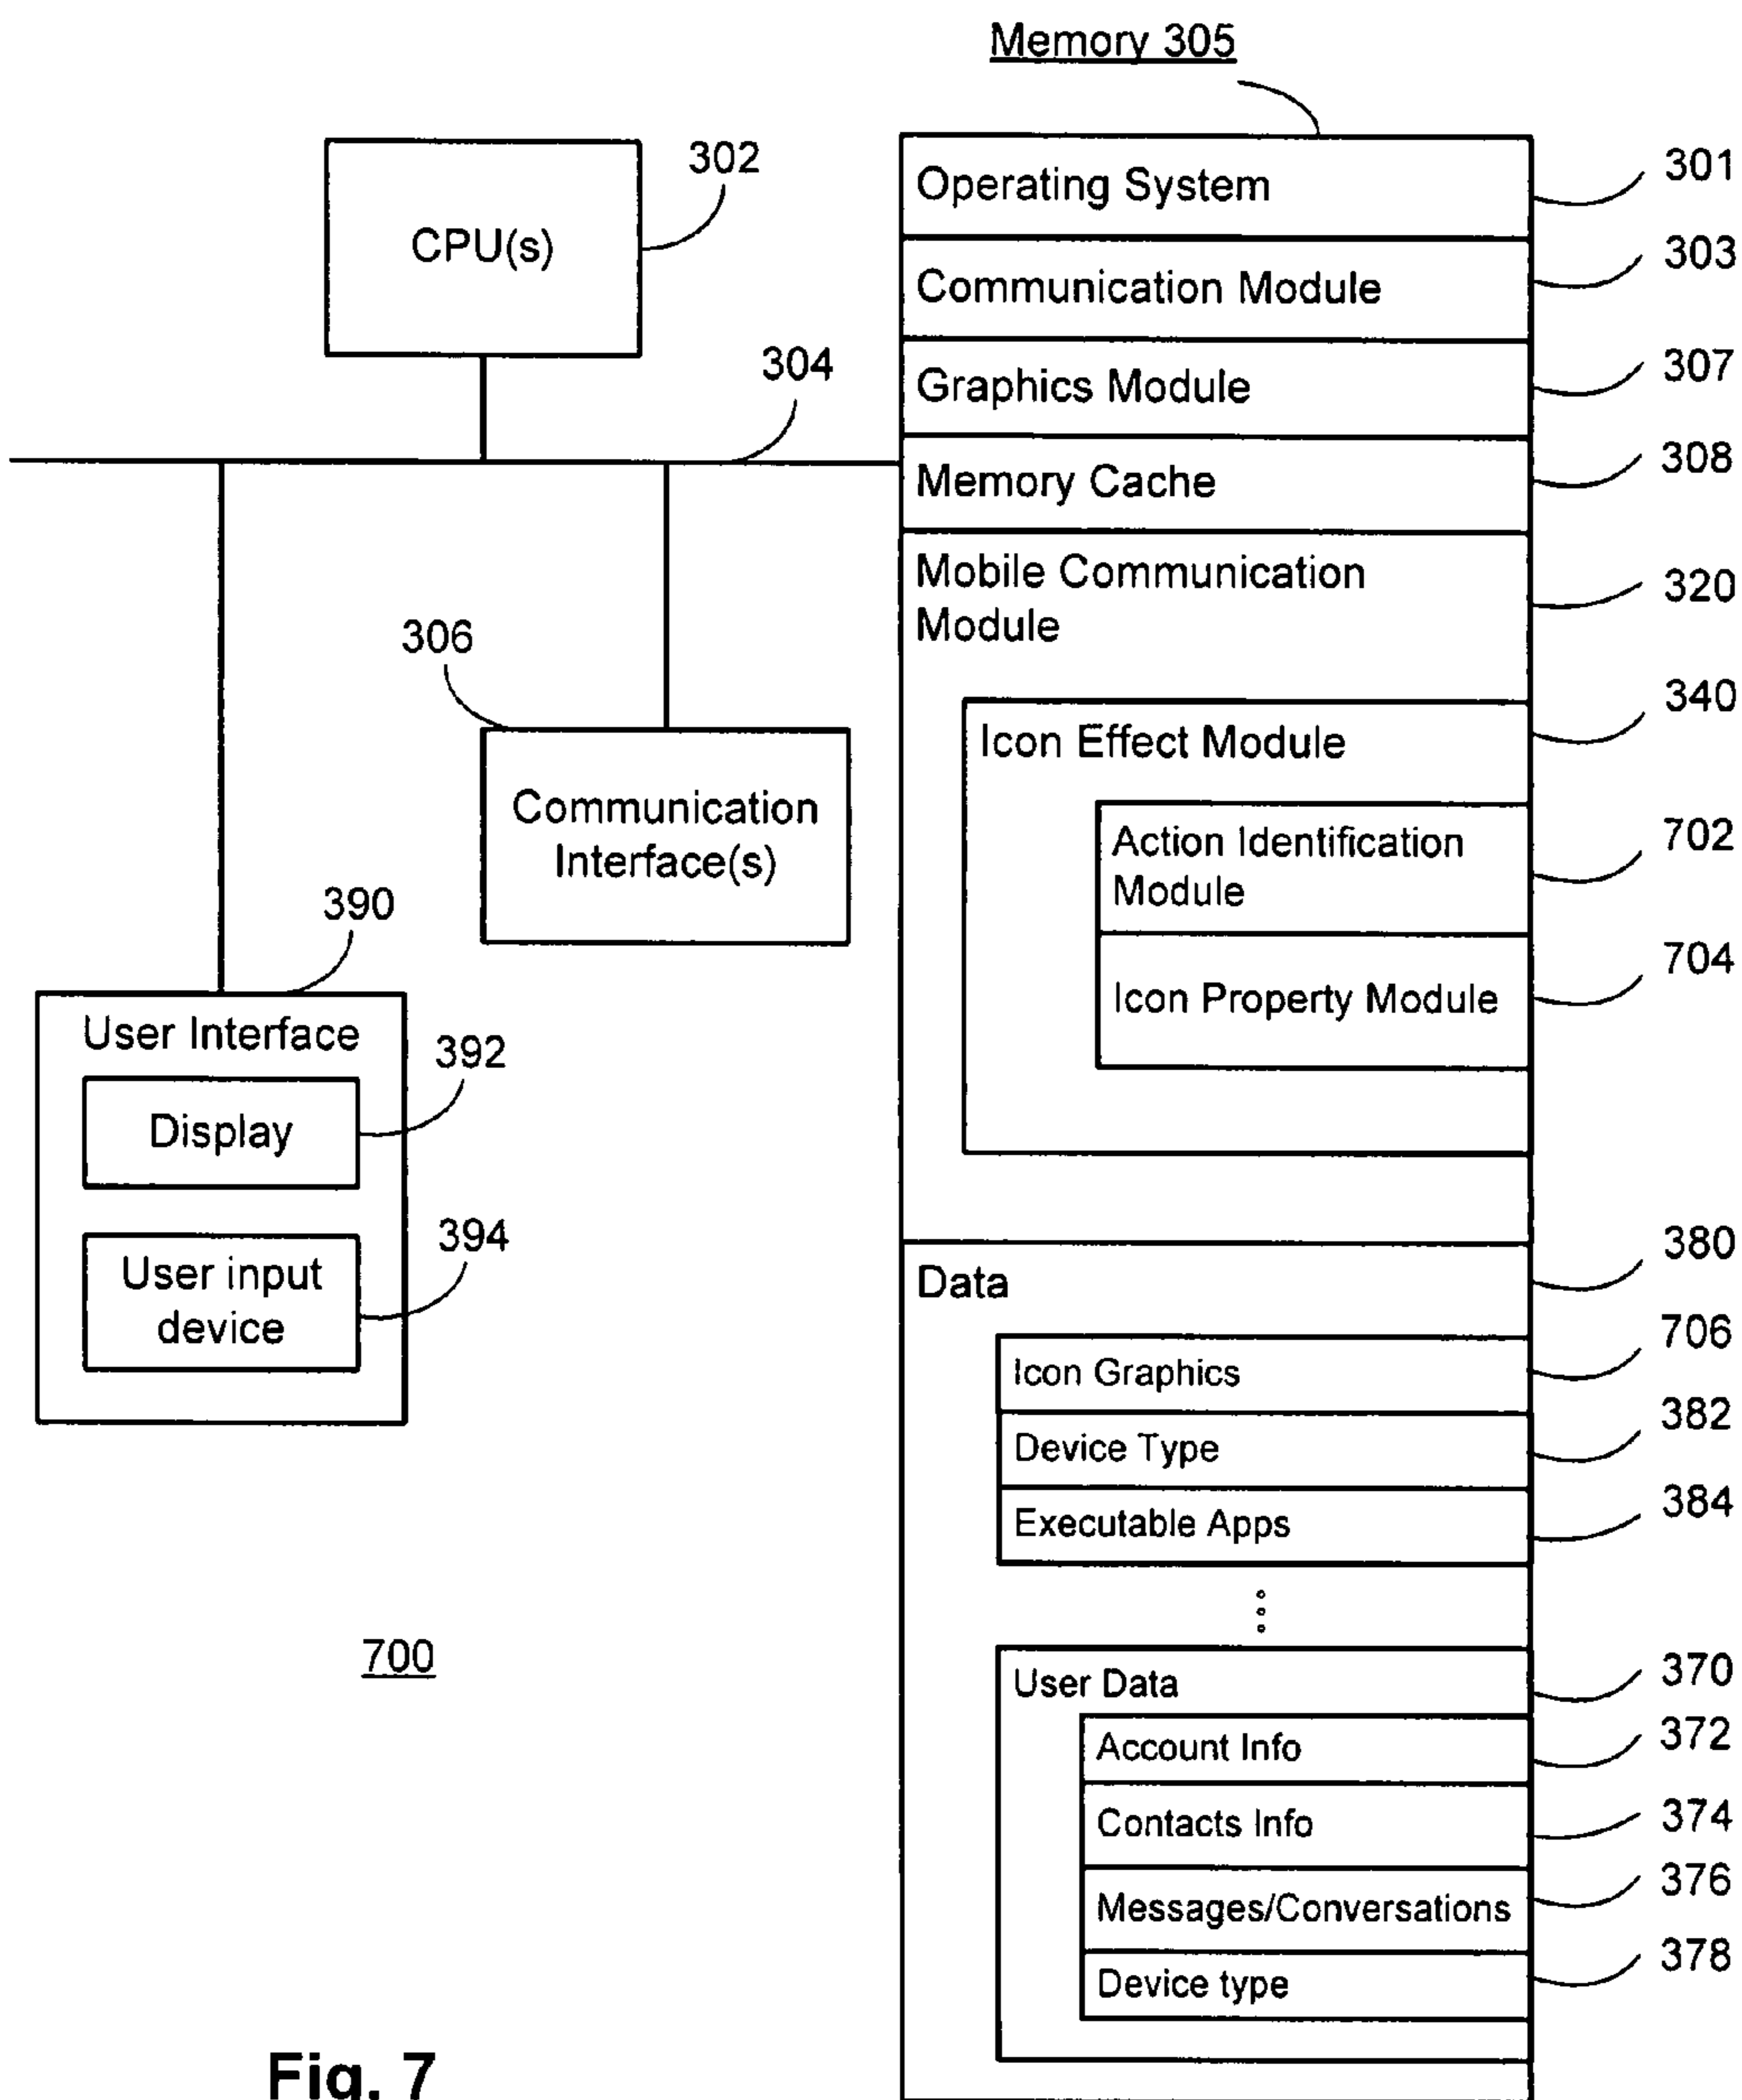 Memory 305
302
CPU(s)
304
306
Communication
Interface(s)
390
User Interface
392
Display
394
User input
device
700
Operating System
301
Communication Module
303
Graphics Module
307
Memory Cache
308
Mobile Communication
Module
320
Icon Effect Module
340
Action Identification
Module
702
Icon Property Module
704
Data
380
Icon Graphics
706
Device Type
382
Executable Apps
384
User Data
370
Account Info
372
Contacts Info
374
Messages/Conversations
376
Device type
378
Fig. 7